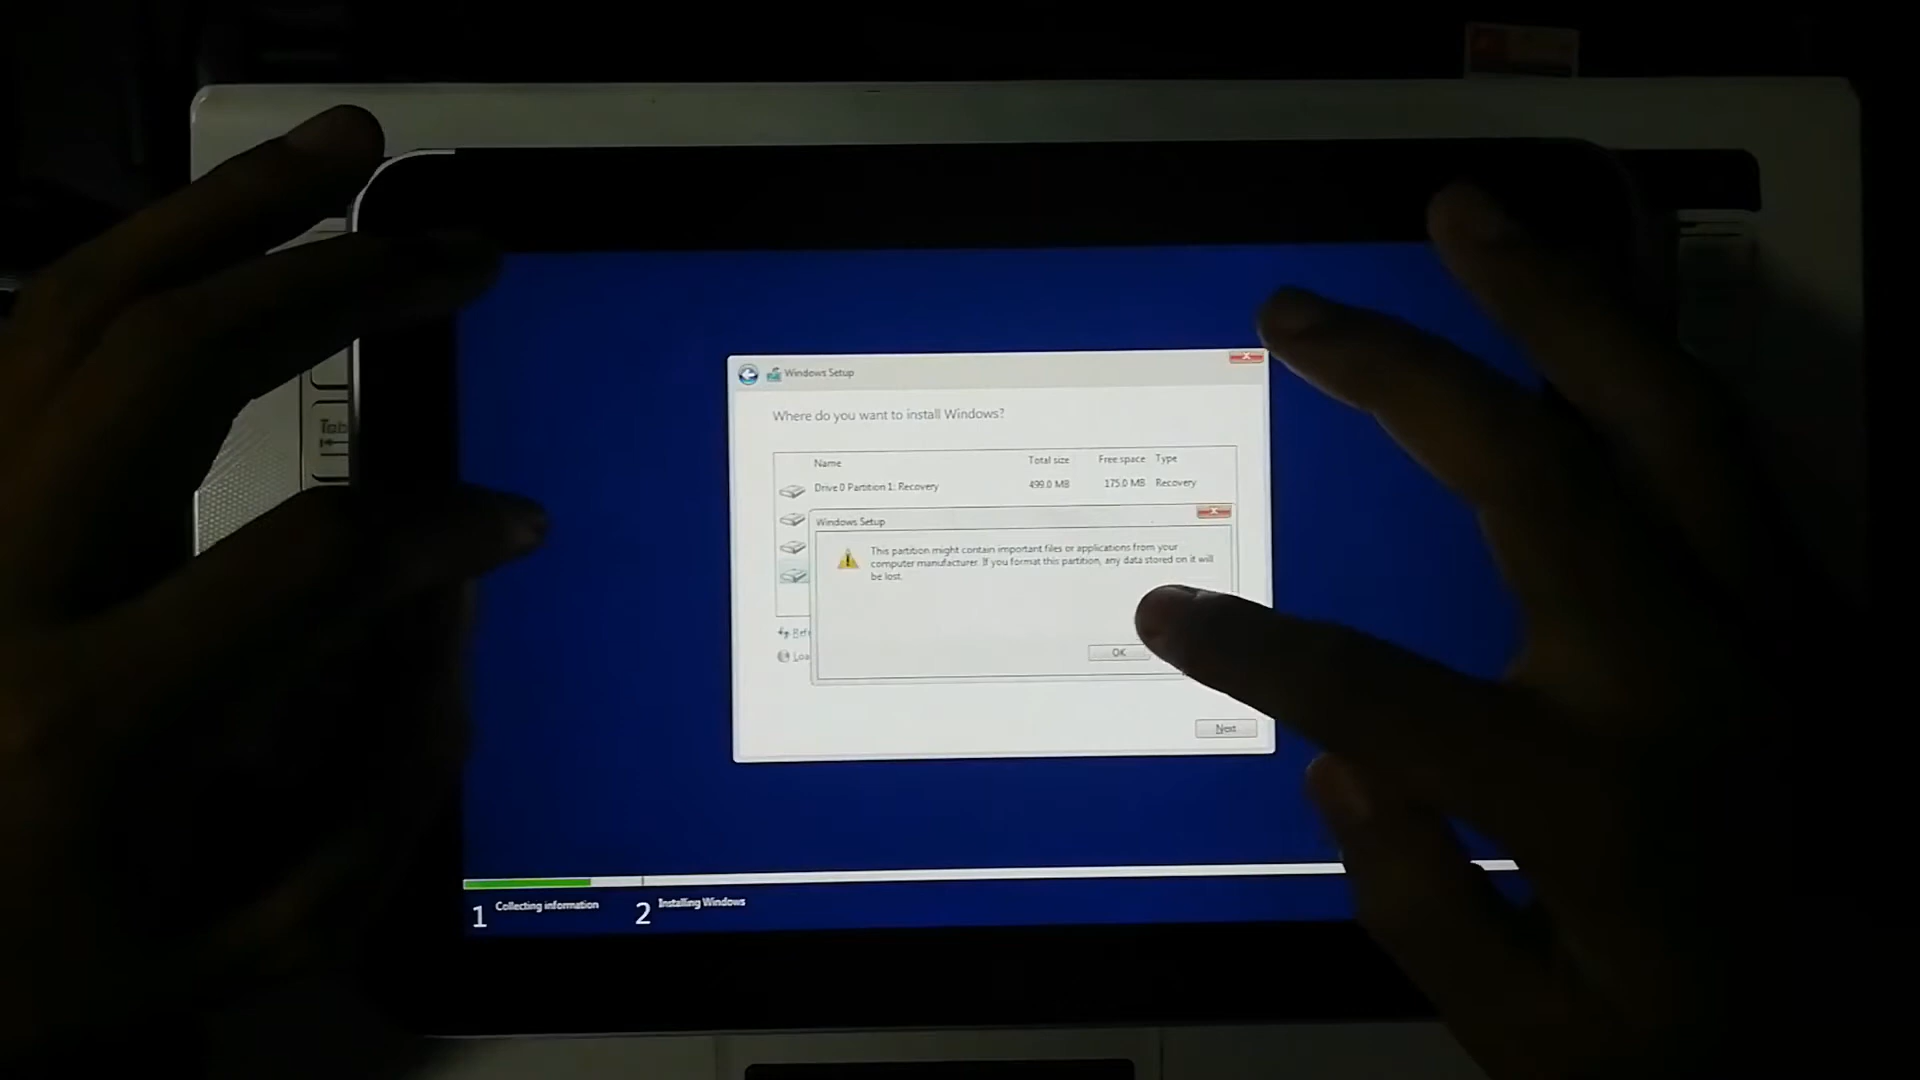 Tab
Windows Setup
Where do you want to install Windows?
Name Total size Free space Type
Drive 0 Partition 1: Recovery 499.0 MB 175.0 MB Recovery
Windows Setup
This partition might contain important files or applications from your
computer manufacturer. If you format this partition, any data stored on it will
be lost.
Refr
Loa
OK
Next
1 Collecting information 2 Installing Windows